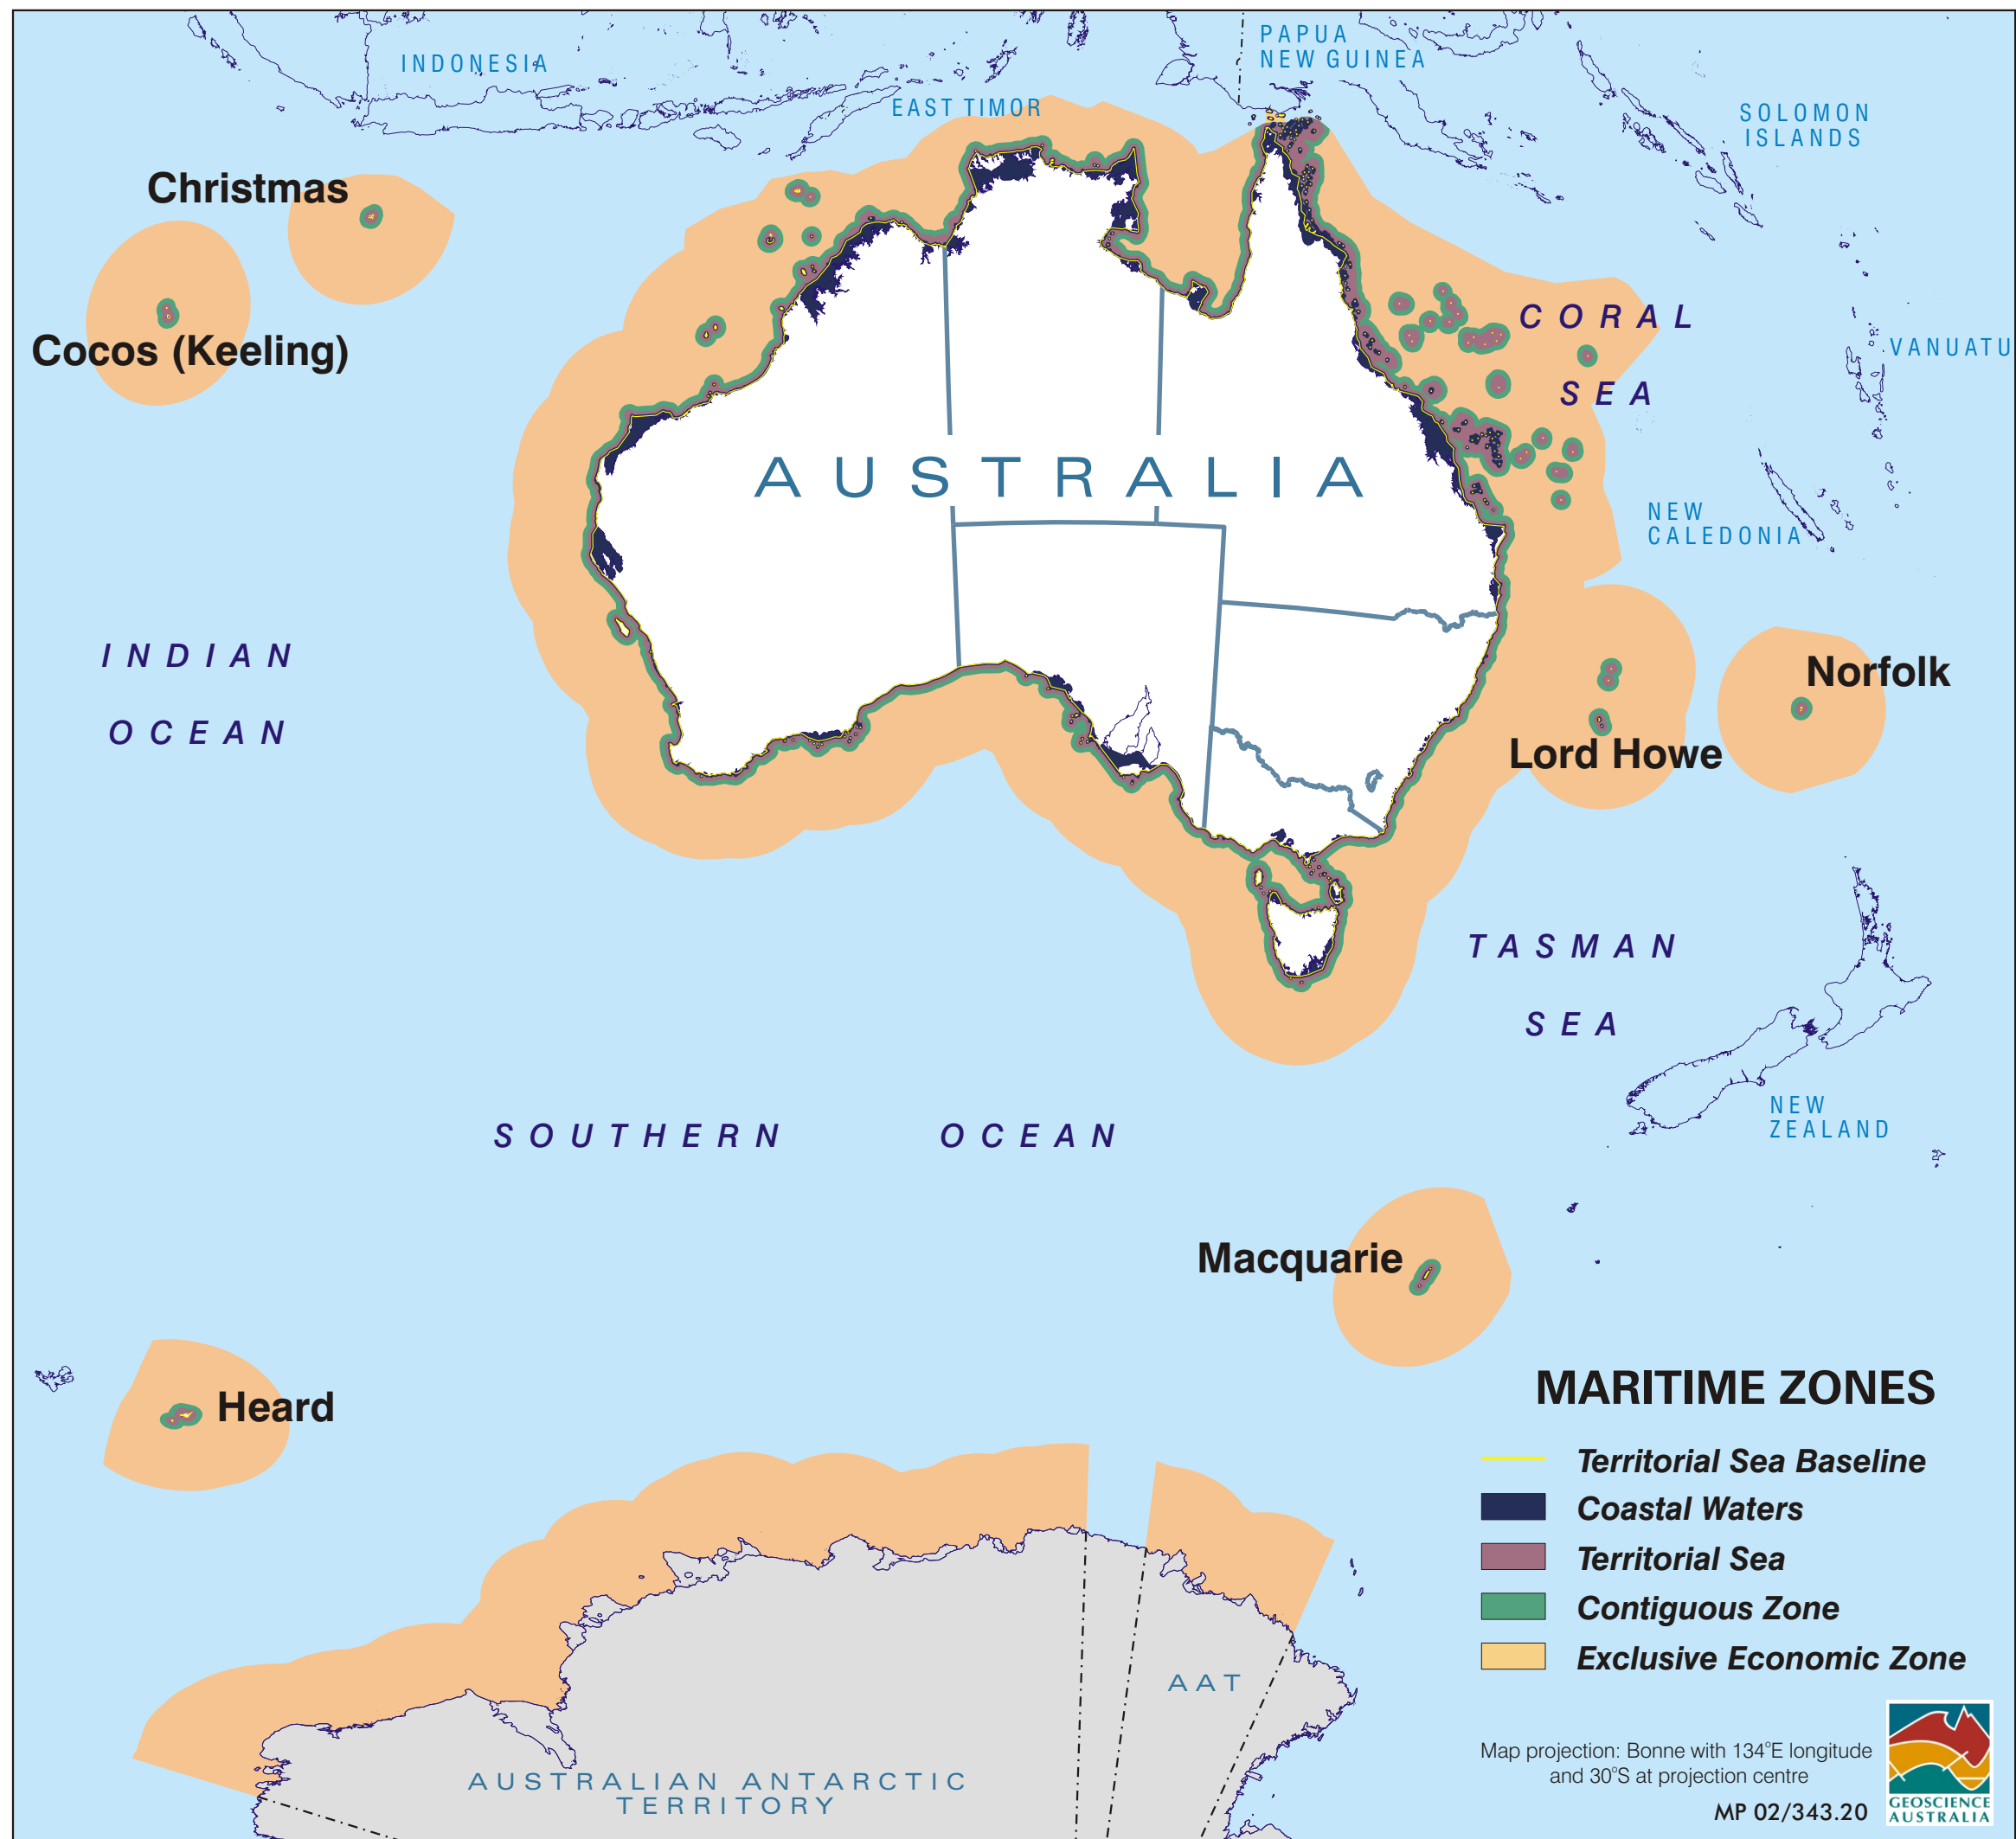 INDONESIA
PAPUA
NEW GUINEA
EAST TIMOR
SOLOMON
ISLANDS
Christmas
Cocos (Keeling)
CORAL
SEA
VANUATU
AUSTRALIA
NEW
CALEDONIA
INDIAN
OCEAN
Norfolk
Lord Howe
TASMAN
SEA
NEW
ZEALAND
SOUTHERN OCEAN
Macquarie
Heard
MARITIME ZONES
Territorial Sea Baseline
Coastal Waters
Territorial Sea
Contiguous Zone
Exclusive Economic Zone
AAT
AUSTRALIAN ANTARCTIC
TERRITORY
Map projection: Bonne with 134°E longitude
and 30°S at projection centre
MP 02/343.20
GEOSCIENCE
AUSTRALIA